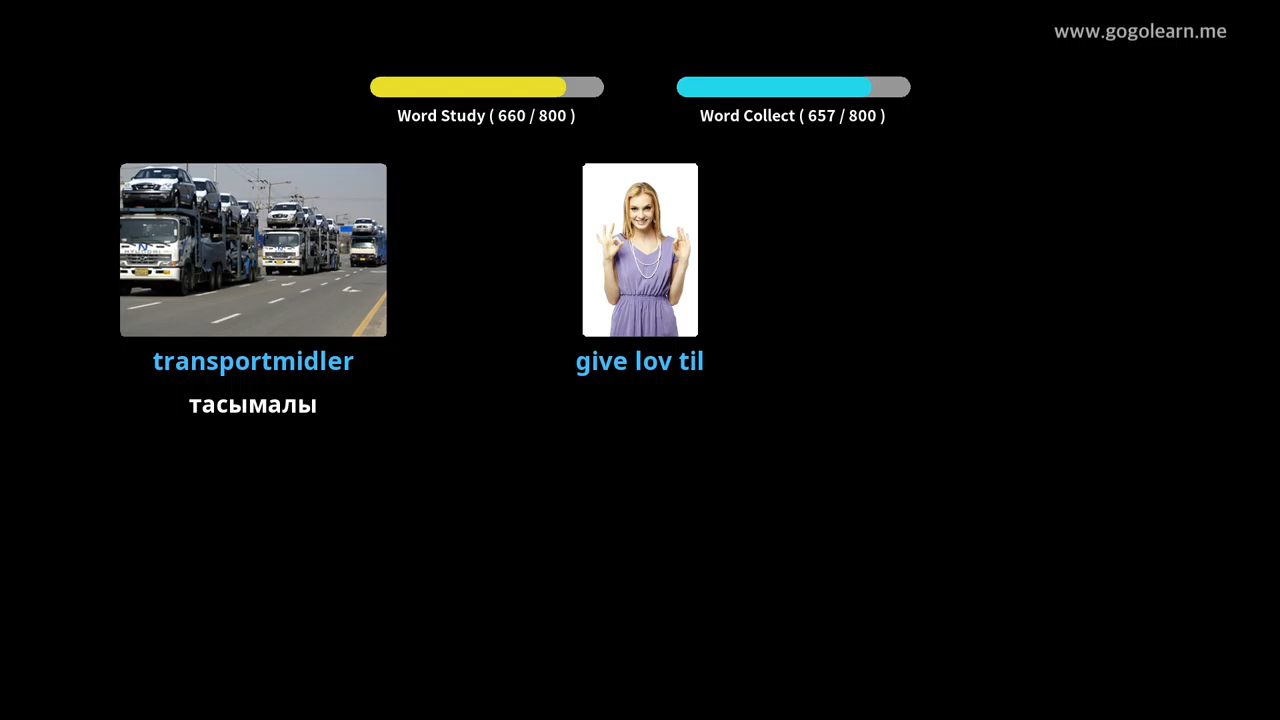 www.gogolearn.me
Word Study ( 660 / 800 )
Word Collect ( 657 / 800 )
transportmidler
give lov til
тасымалы